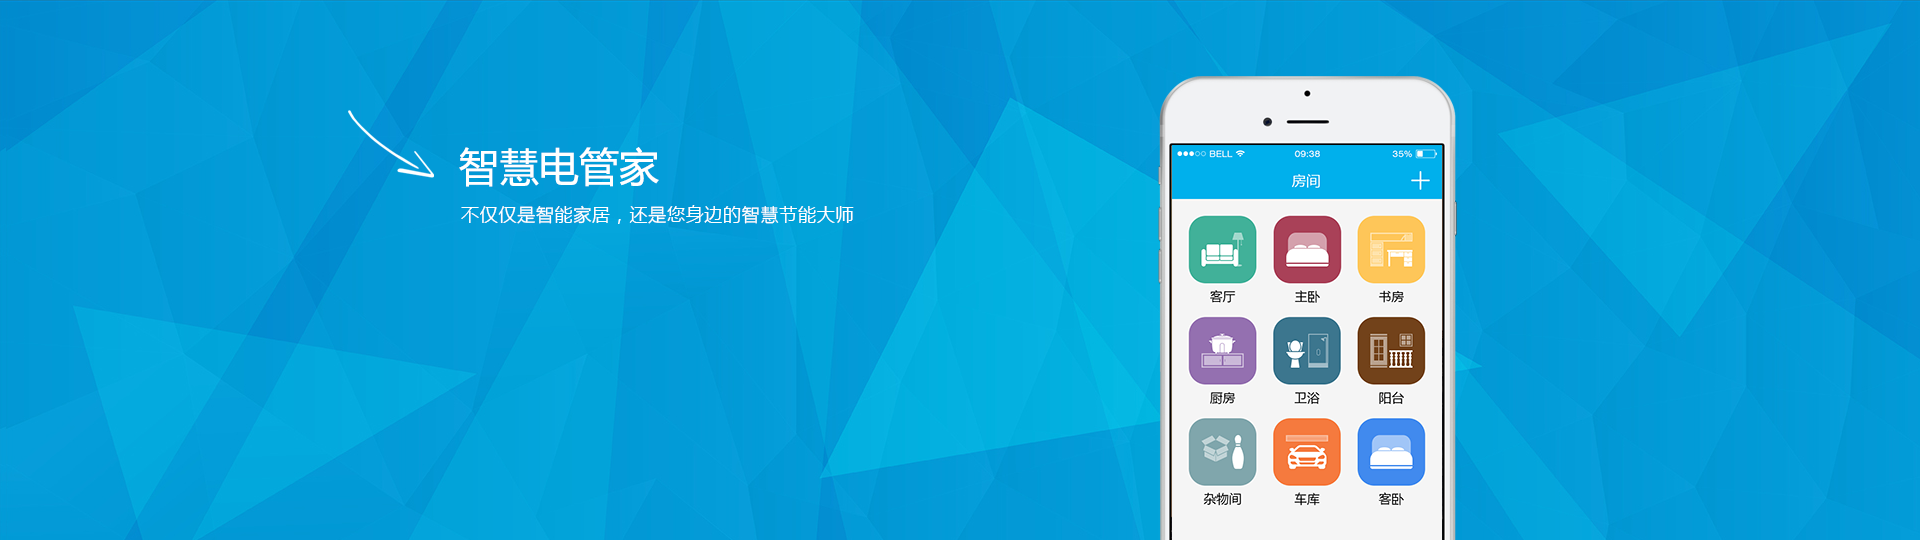 智慧电管家
不仅仅是智能家居，还是您身边的智慧节能大师
BELL 09:38 35%
房间
客厅 主卧 书房
厨房 卫浴 阳台
杂物间 车库 客卧